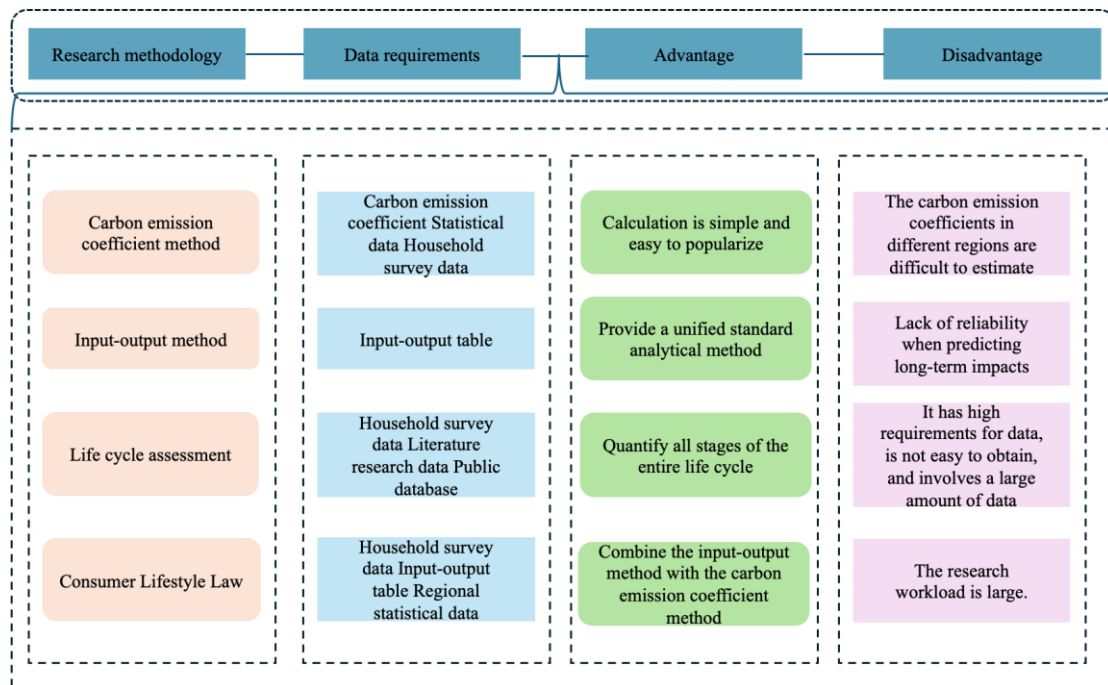 Research methodology
Data requirements
Advantage
Disadvantage
Carbon emission
coefficient method
Carbon emission
coefficient Statistical
data Household
survey data
Calculation is simple and
easy to popularize
The carbon emission
coefficients in
different regions are
difficult to estimate
Input-output method
Input-output table
Provide a unified standard
analytical method
Lack of reliability
when predicting
long-term impacts
Life cycle assessment
Household survey
data Literature
research data Public
database
Quantify all stages of the
entire life cycle
It has high
requirements for data,
is not easy to obtain,
and involves a large
amount of data
Consumer Lifestyle Law
Household survey
data Input-output
table Regional
statistical data
Combine the input-output
method with the carbon
emission coefficient
method
The research
workload is large.